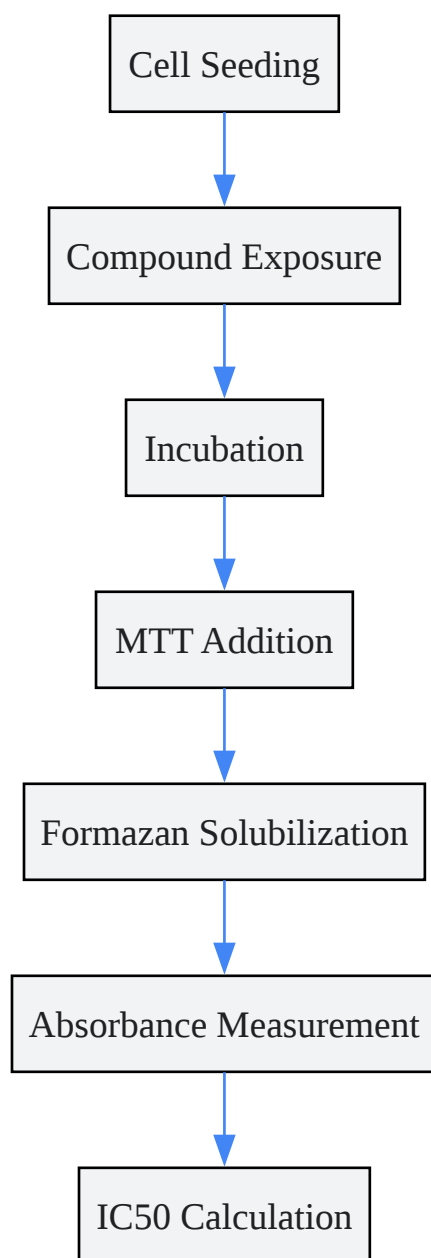 Cell Seeding
Compound Exposure
Incubation
MTT Addition
Formazan Solubilization
Absorbance Measurement
IC50 Calculation